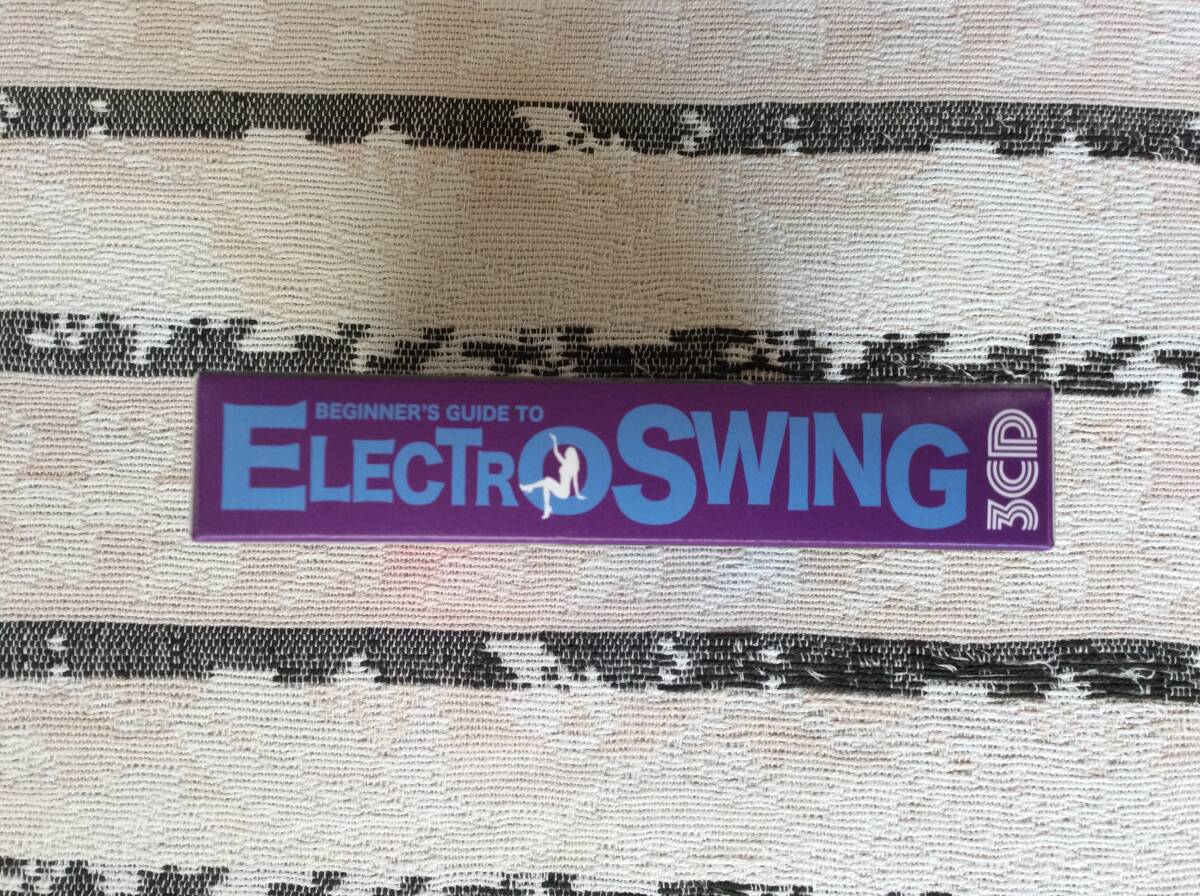 BEGINNER'S GUIDE TO
ELECTROSWING
3CD